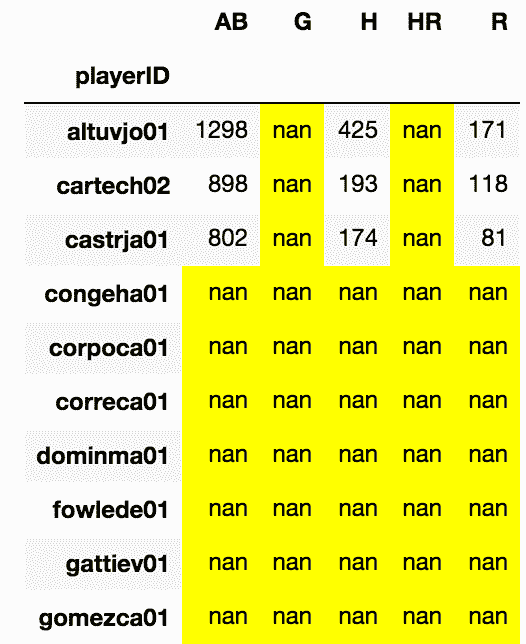 AB G H HR R
playerID
altuvjo01 1298 nan 425 nan 171
cartech02 898 nan 193 nan 118
castrja01 802 nan 174 nan 81
congeha01 nan nan nan nan nan
corpoca01 nan nan nan nan nan
correca01 nan nan nan nan nan
dominma01 nan nan nan nan nan
fowlede01 nan nan nan nan nan
gattiev01 nan nan nan nan nan
gomezca01 nan nan nan nan nan